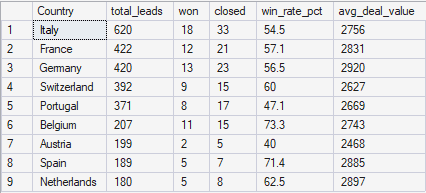 Country total_leads won closed win_rate_pct avg_deal_value
1 Italy 620 18 33 54.5 2756
2 France 422 12 21 57.1 2831
3 Germany 420 13 23 56.5 2920
4 Switzerland 392 9 15 60 2627
5 Portugal 371 8 17 47.1 2669
6 Belgium 207 11 15 73.3 2743
7 Austria 199 2 5 40 2468
8 Spain 189 5 7 71.4 2885
9 Netherlands 180 5 8 62.5 2897